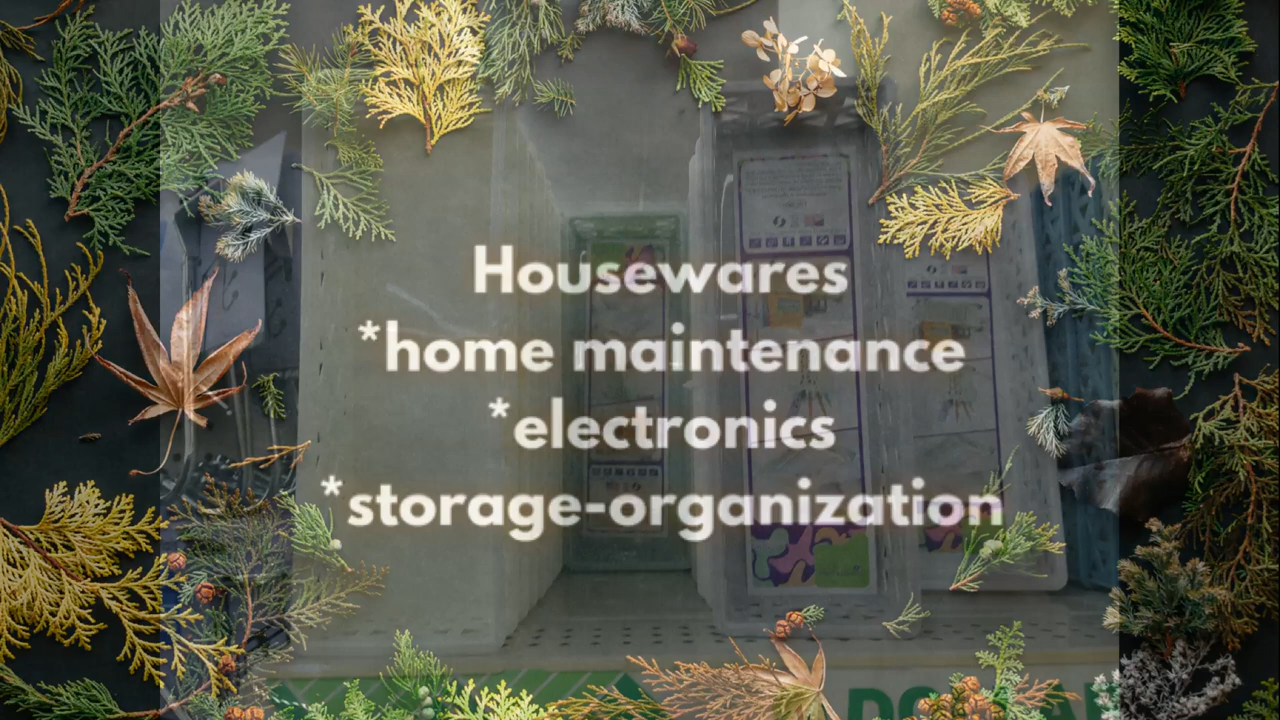 Housewares
*home maintenance
*electronics
*storage-organization